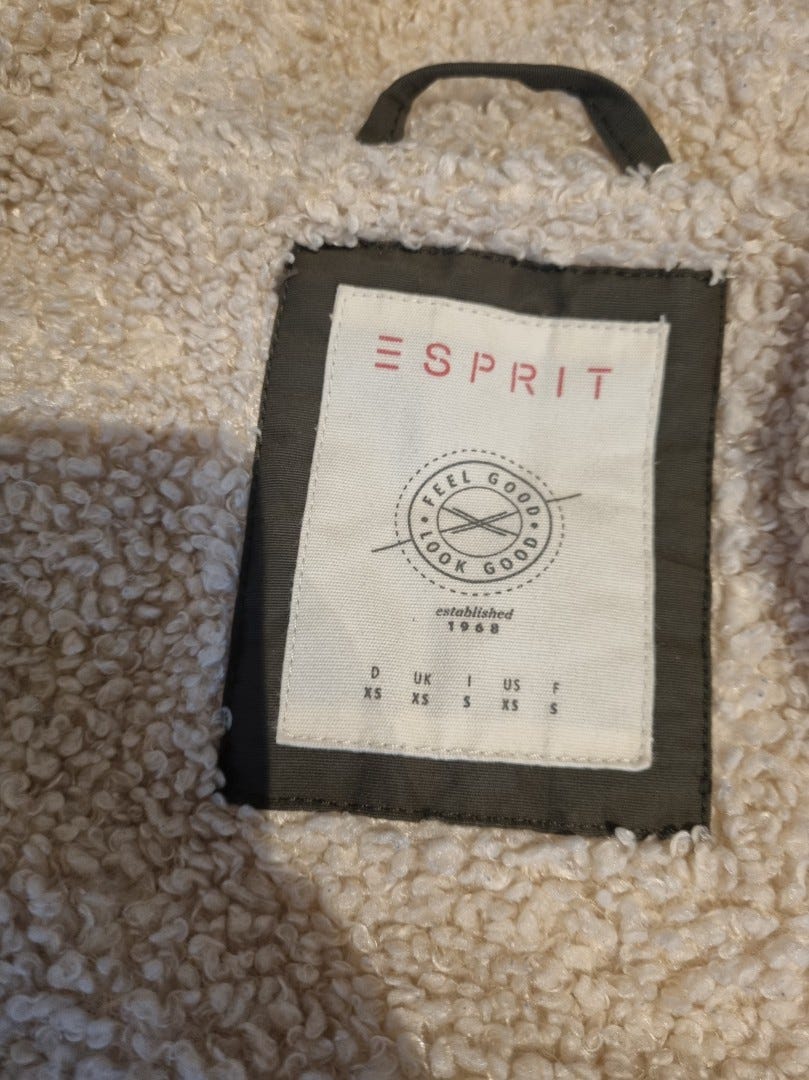 ESPRIT
FEEL GOOD
• LOOK GOOD •
established
1968
D UK I US F
XS XS S XS S